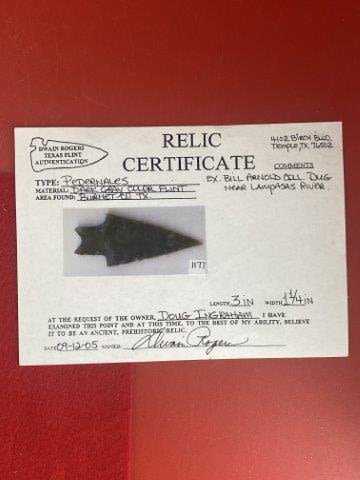 DWAIN ROGERS
TEXAS FLINT
AUTHENTICATION
RELIC
CERTIFICATE
4102 BIRCH BLVD.
TEMPLE, TX 76502
COMMENTS
TYPE: PEDERNALES
MATERIAL: DARK GRAY COLOR FLINT
AREA FOUND: BURNET CO. TX.
EX. BILL ARNOLD COLL DUG
NEAR LAMPASAS RIVER
1177
LENGTH 3 IN WIDTH 1 1/4 IN
AT THE REQUEST OF THE OWNER, DOUG INGRAHAM I HAVE
EXAMINED THIS POINT AND AT THIS TIME, TO THE BEST OF MY ABILITY, BELIEVE
IT TO BE AN ANCIENT, PREHISTORIC RELIC.
DATE 09-12-05 SIGNED. Dwain Rogers